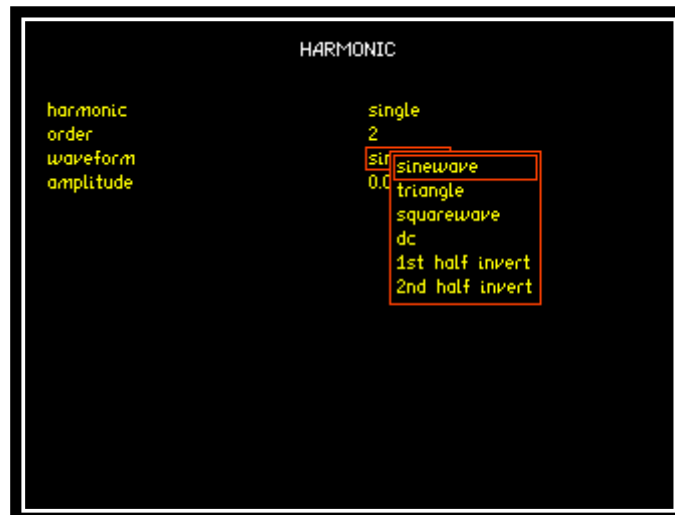 HARMONIC
harmonic single
order 2
waveform
amplitude
sinewave
triangle
squarewave
dc
1st half invert
2nd half invert